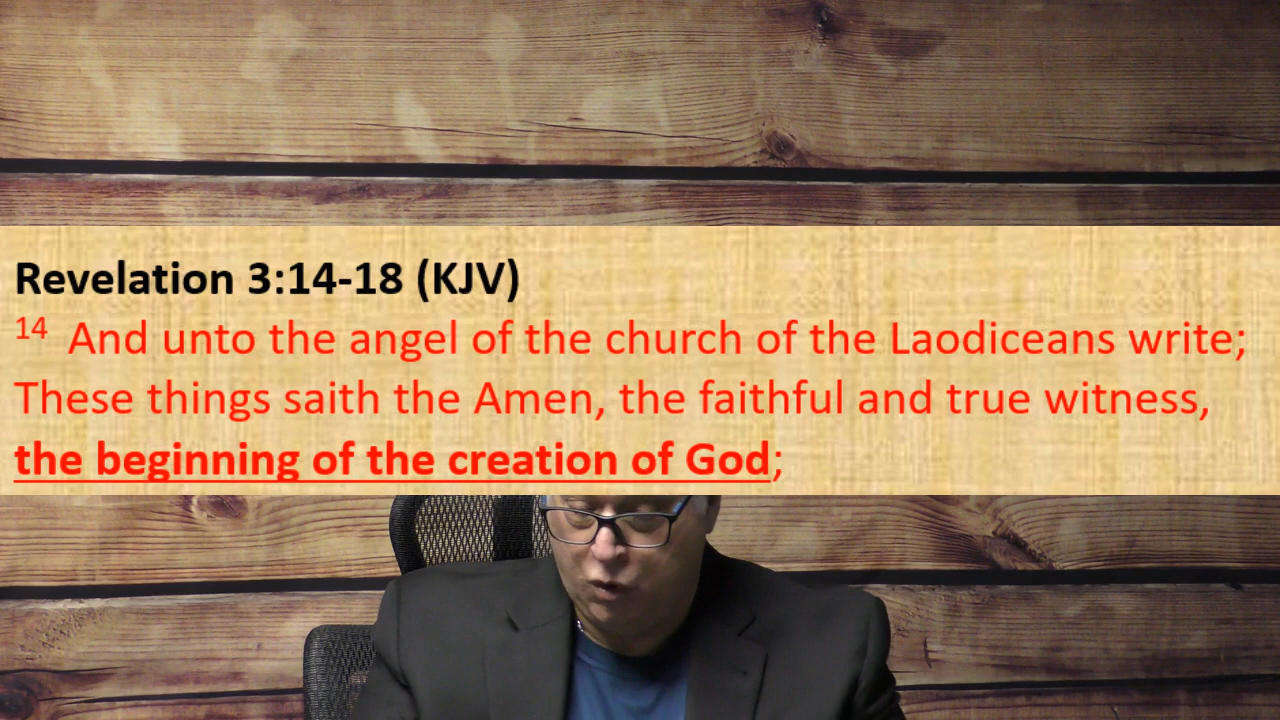 Revelation 3:14-18 (KJV)
14 And unto the angel of the church of the Laodiceans write;
These things saith the Amen, the faithful and true witness,
the beginning of the creation of God;